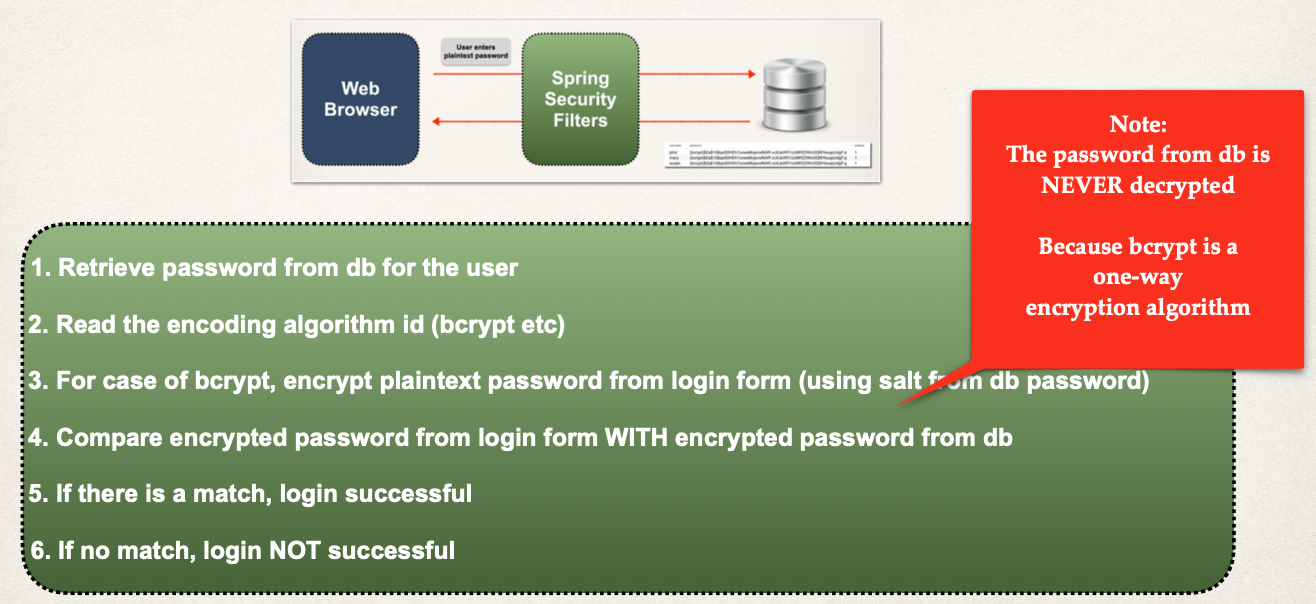 User enters
plaintext password
Web
Browser
Spring
Security
Filters
Note:
The password from db is
NEVER decrypted
Because bcrypt is a
one-way
encryption algorithm
1. Retrieve password from db for the user
2. Read the encoding algorithm id (bcrypt etc)
3. For case of bcrypt, encrypt plaintext password from login form (using salt from db password)
4. Compare encrypted password from login form WITH encrypted password from db
5. If there is a match, login successful
6. If no match, login NOT successful